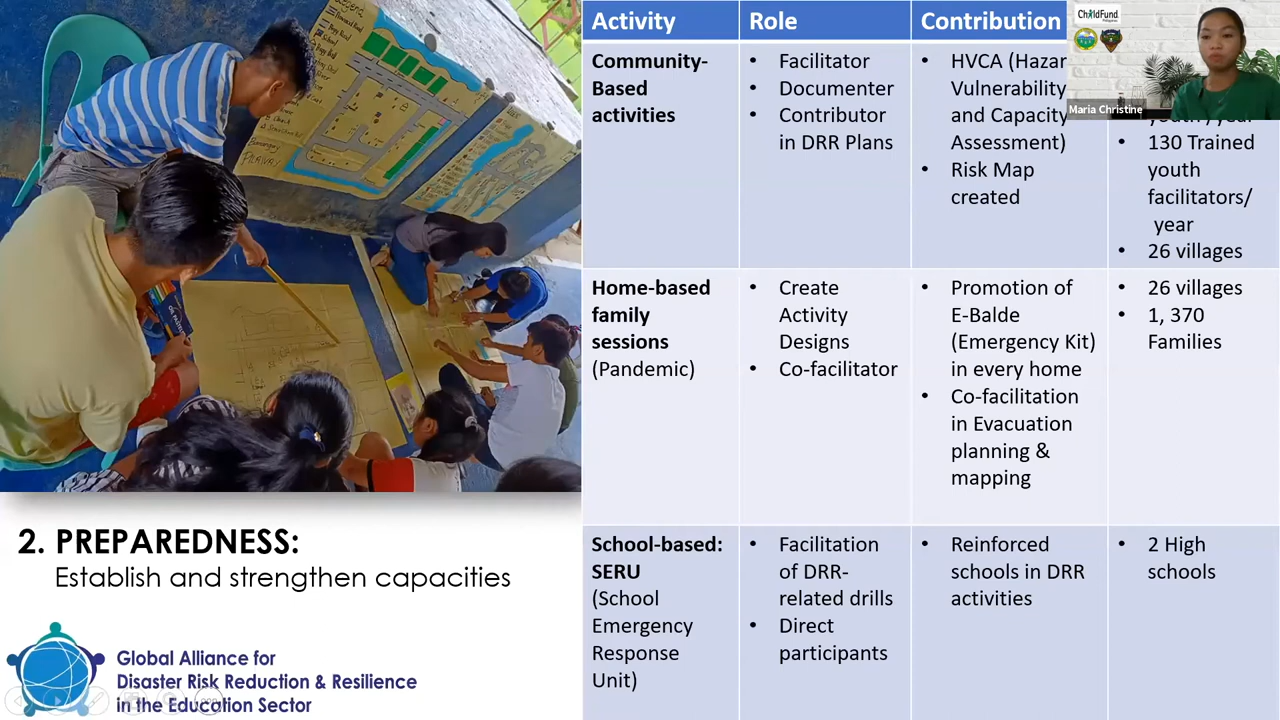 Activity
Role
Contribution
Community-
Based
activities
• Facilitator
• Documenter
• Contributor
in DRR Plans
• HVCA (Hazar
Vulnerability
and Capacity
Assessment)
• Risk Map
created
• 130 Trained
youth
facilitators/
year
• 26 villages
Home-based
family
sessions
(Pandemic)
• Create
Activity
Designs
• Co-facilitator
• Promotion of
E-Balde
(Emergency Kit)
in every home
• Co-facilitation
in Evacuation
planning &
mapping
• 26 villages
• 1, 370
Families
School-based:
SERU
(School
Emergency
Response
Unit)
• Facilitation
of DRR-
related drills
• Direct
participants
• Reinforced
schools in DRR
activities
• 2 High
schools
ChildFund
Maria Christine
2. PREPAREDNESS:
Establish and strengthen capacities
Global Alliance for
Disaster Risk Reduction & Resilience
in the Education Sector